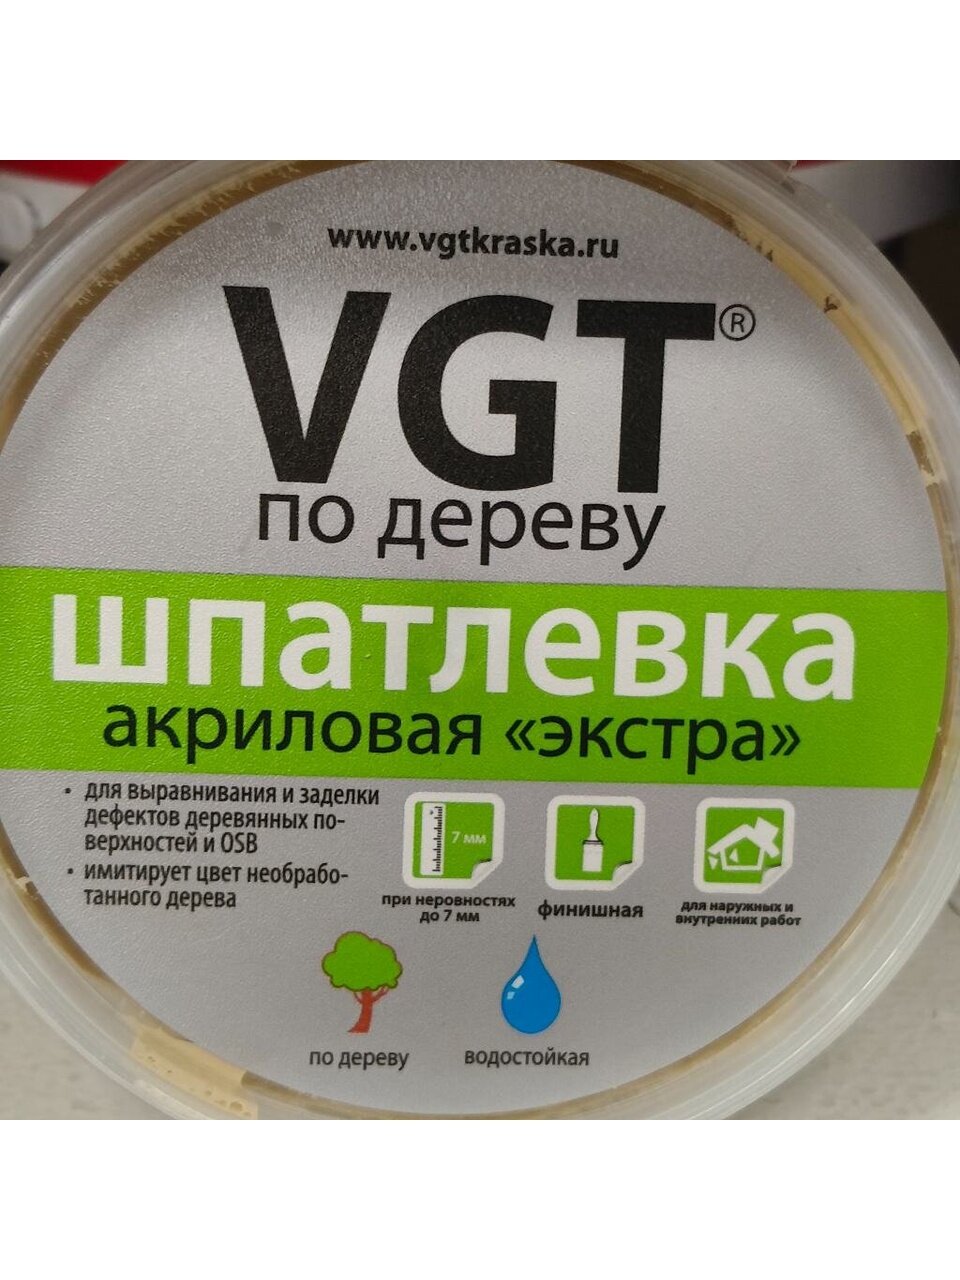 www.vgtkraska.ru
VGT®
по дереву
шпатлевка
акриловая «экстра»
• для выравнивания и заделки
дефектов деревянных по-
верхностей и OSB
• имитирует цвет необрабо-
танного дерева
7 мм
при неровностях
до 7 мм
финишная
для наружных и
внутренних работ
по дереву
водостойкая